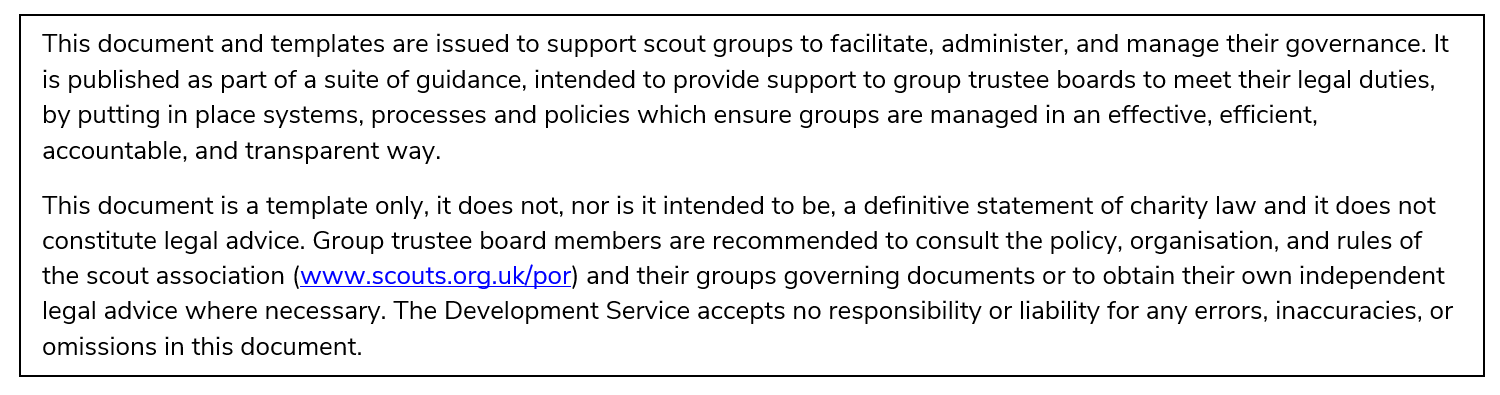 This document and templates are issued to support scout groups to facilitate, administer, and manage their governance. It
is published as part of a suite of guidance, intended to provide support to group trustee boards to meet their legal duties,
by putting in place systems, processes and policies which ensure groups are managed in an effective, efficient,
accountable, and transparent way.
This document is a template only, it does not, nor is it intended to be, a definitive statement of charity law and it does not
constitute legal advice. Group trustee board members are recommended to consult the policy, organisation, and rules of
the scout association (www.scouts.org.uk/por) and their groups governing documents or to obtain their own independent
legal advice where necessary. The Development Service accepts no responsibility or liability for any errors, inaccuracies, or
omissions in this document.